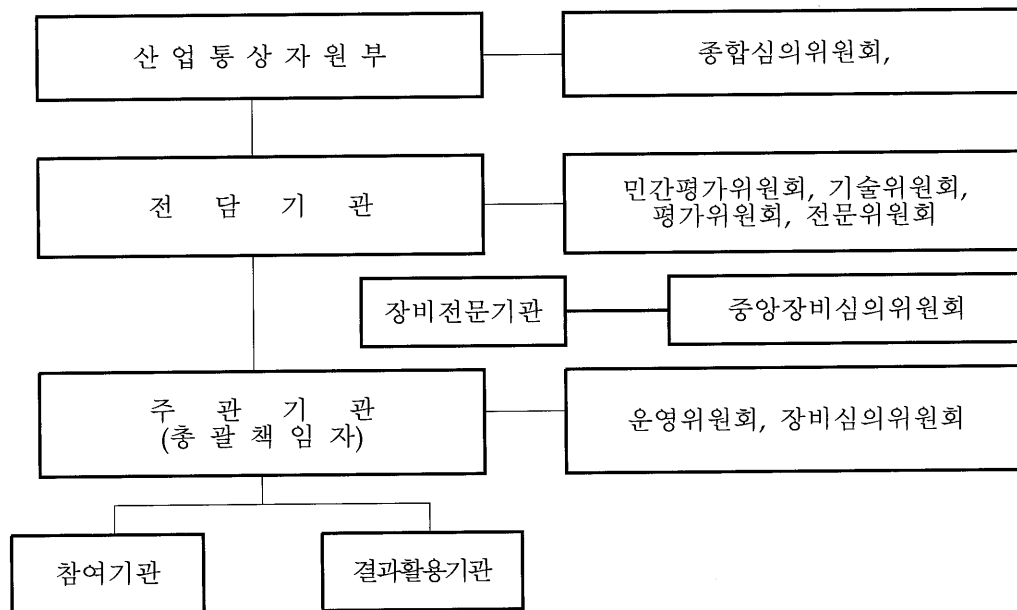 산 업 통 상 자 원 부
종합심의위원회,
전 담 기 관
민간평가위원회, 기술위원회,
평가위원회, 전문위원회
장비전문기관
중앙장비심의위원회
주 관 기 관
(총 괄 책 임 자)
운영위원회, 장비심의위원회
참여기관
결과활용기관